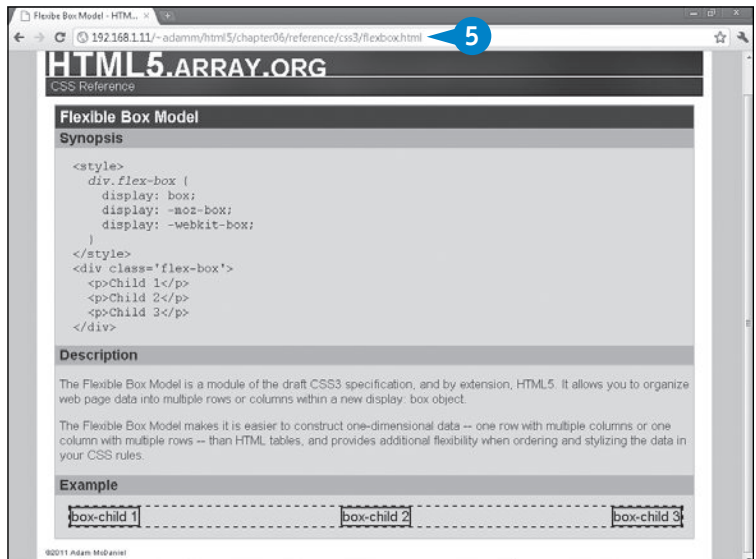 Flexibe Box Model - HTM...
192.168.1.11/~adamm/html5/chapter06/reference/css3/flexbox.html
5
HTML5.ARRAY.ORG
CSS Reference
Flexible Box Model
Synopsis
<style>
div.flex-box {
display: box;
display: -moz-box;
display: -webkit-box;
}
</style>
<div class='flex-box'>
<p>Child 1</p>
<p>Child 2</p>
<p>Child 3</p>
</div>
Description
The Flexible Box Model is a module of the draft CSS3 specification, and by extension, HTML5. It allows you to organize
web page data into multiple rows or columns within a new display: box object.
The Flexible Box Model makes it is easier to construct one-dimensional data -- one row with multiple columns or one
column with multiple rows -- than HTML tables, and provides additional flexibility when ordering and stylizing the data in
your CSS rules.
Example
box-child 1 box-child 2 box-child 3
©2011 Adam McDaniel